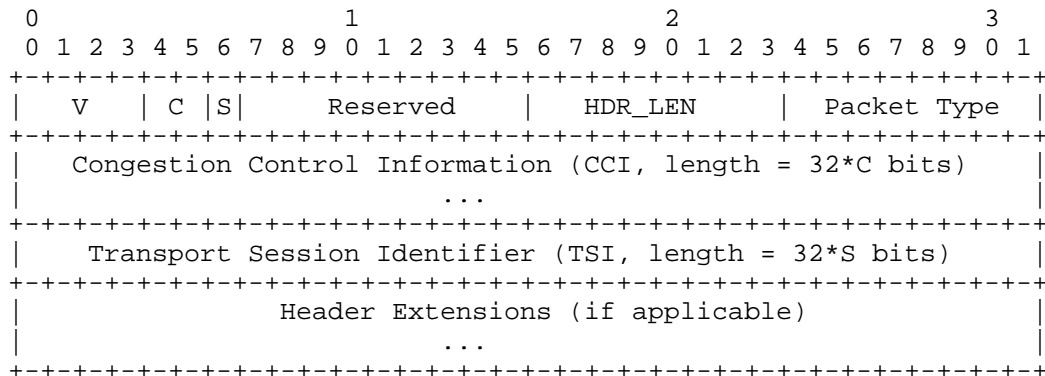 0                   1                   2                   3
 0 1 2 3 4 5 6 7 8 9 0 1 2 3 4 5 6 7 8 9 0 1 2 3 4 5 6 7 8 9 0 1
+-+-+-+-+-+-+-+-+-+-+-+-+-+-+-+-+-+-+-+-+-+-+-+-+-+-+-+-+-+-+-+-+
|   V   | C |S|     Reserved    |   HDR_LEN     |  Packet Type  |
+-+-+-+-+-+-+-+-+-+-+-+-+-+-+-+-+-+-+-+-+-+-+-+-+-+-+-+-+-+-+-+-+
|   Congestion Control Information (CCI, length = 32*C bits)    |
|                          ...                                  |
+-+-+-+-+-+-+-+-+-+-+-+-+-+-+-+-+-+-+-+-+-+-+-+-+-+-+-+-+-+-+-+-+
|    Transport Session Identifier (TSI, length = 32*S bits)     |
+-+-+-+-+-+-+-+-+-+-+-+-+-+-+-+-+-+-+-+-+-+-+-+-+-+-+-+-+-+-+-+-+
|                Header Extensions (if applicable)              |
|                          ...                                  |
+-+-+-+-+-+-+-+-+-+-+-+-+-+-+-+-+-+-+-+-+-+-+-+-+-+-+-+-+-+-+-+-+